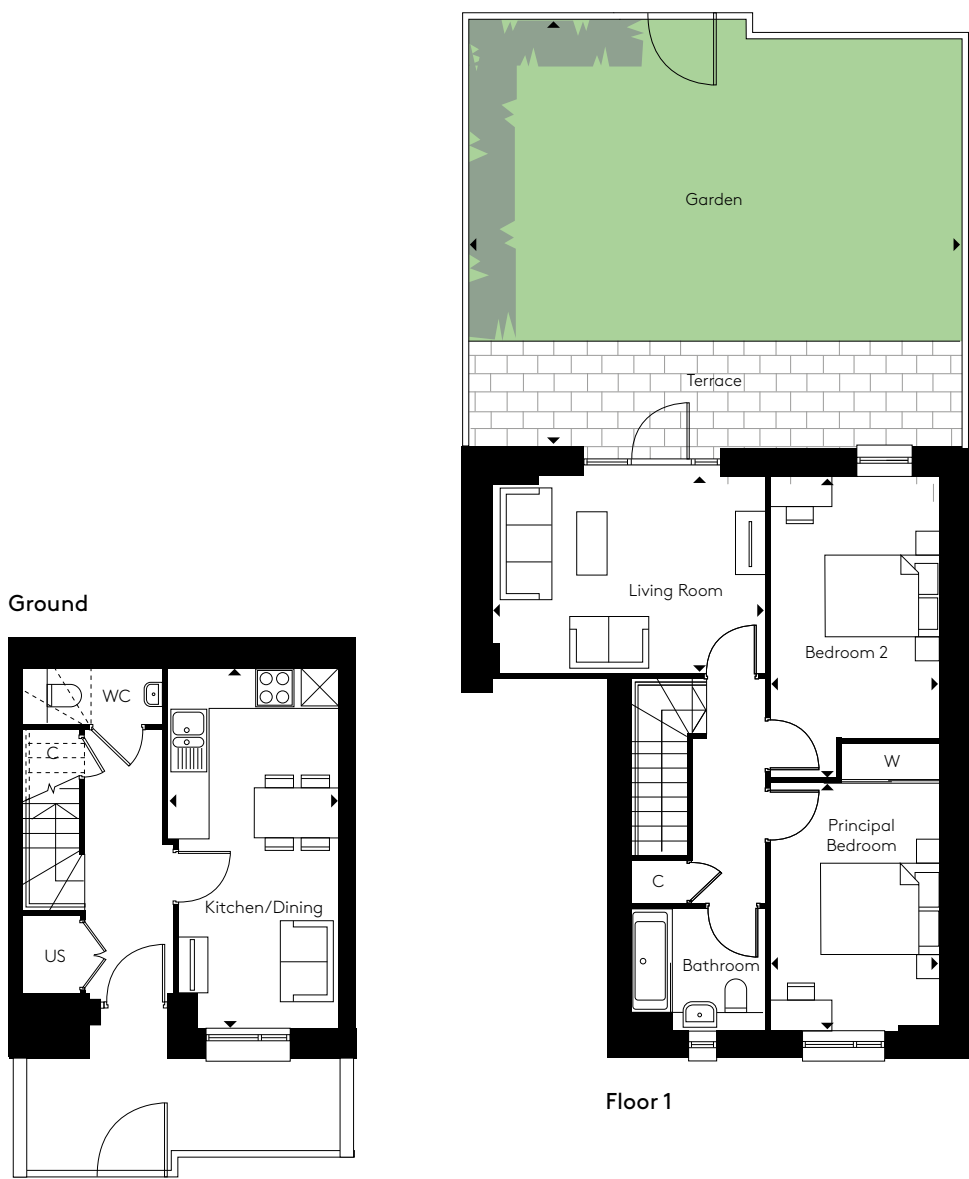 Garden
Terrace
Living Room
Bedroom 2
W
Principal
Bedroom
C
Bathroom
Floor 1
Ground
WC
C
Kitchen/Dining
US